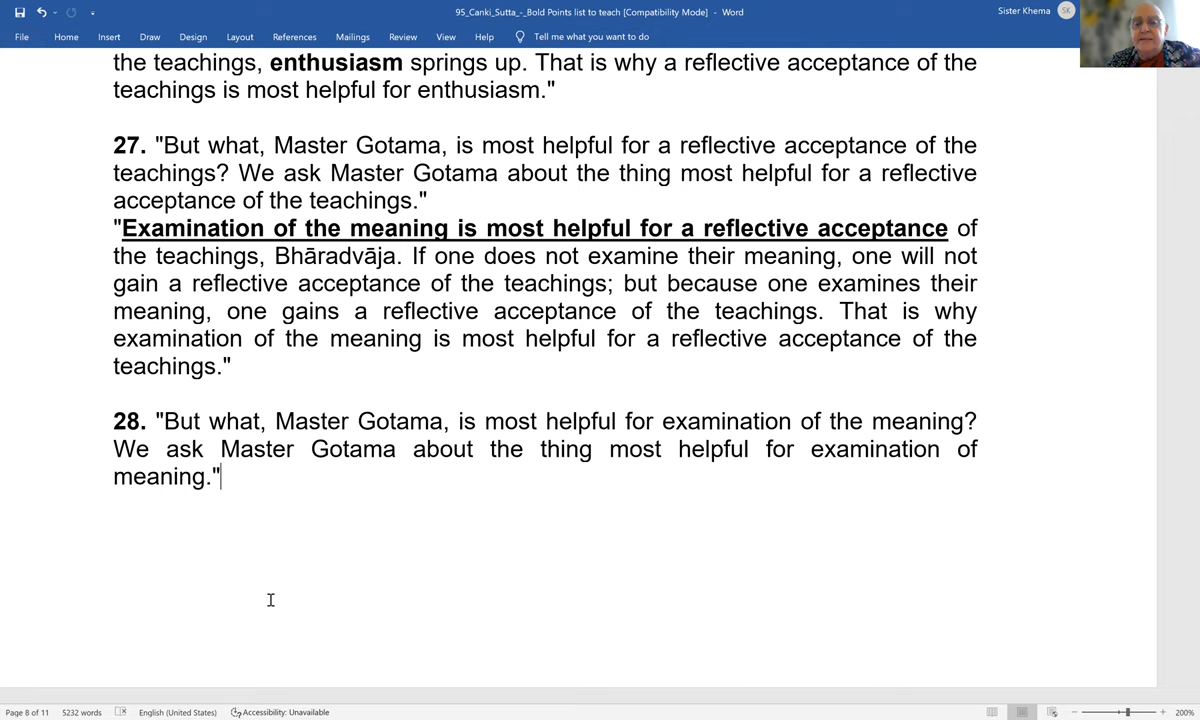 95_Canki_Sutta_-_Bold Points list to teach [Compatibility Mode] - Word
Sister Khema
SK
File Home Insert Draw Design Layout References Mailings Review View Help Tell me what you want to do
the teachings, enthusiasm springs up. That is why a reflective acceptance of the
teachings is most helpful for enthusiasm."
27. "But what, Master Gotama, is most helpful for a reflective acceptance of the
teachings? We ask Master Gotama about the thing most helpful for a reflective
acceptance of the teachings."
"Examination of the meaning is most helpful for a reflective acceptance of
the teachings, Bhāradvāja. If one does not examine their meaning, one will not
gain a reflective acceptance of the teachings; but because one examines their
meaning, one gains a reflective acceptance of the teachings. That is why
examination of the meaning is most helpful for a reflective acceptance of the
teachings."
28. "But what, Master Gotama, is most helpful for examination of the meaning?
We ask Master Gotama about the thing most helpful for examination of
meaning."
Page 8 of 11 5232 words English (United States) Accessibility: Unavailable 200%